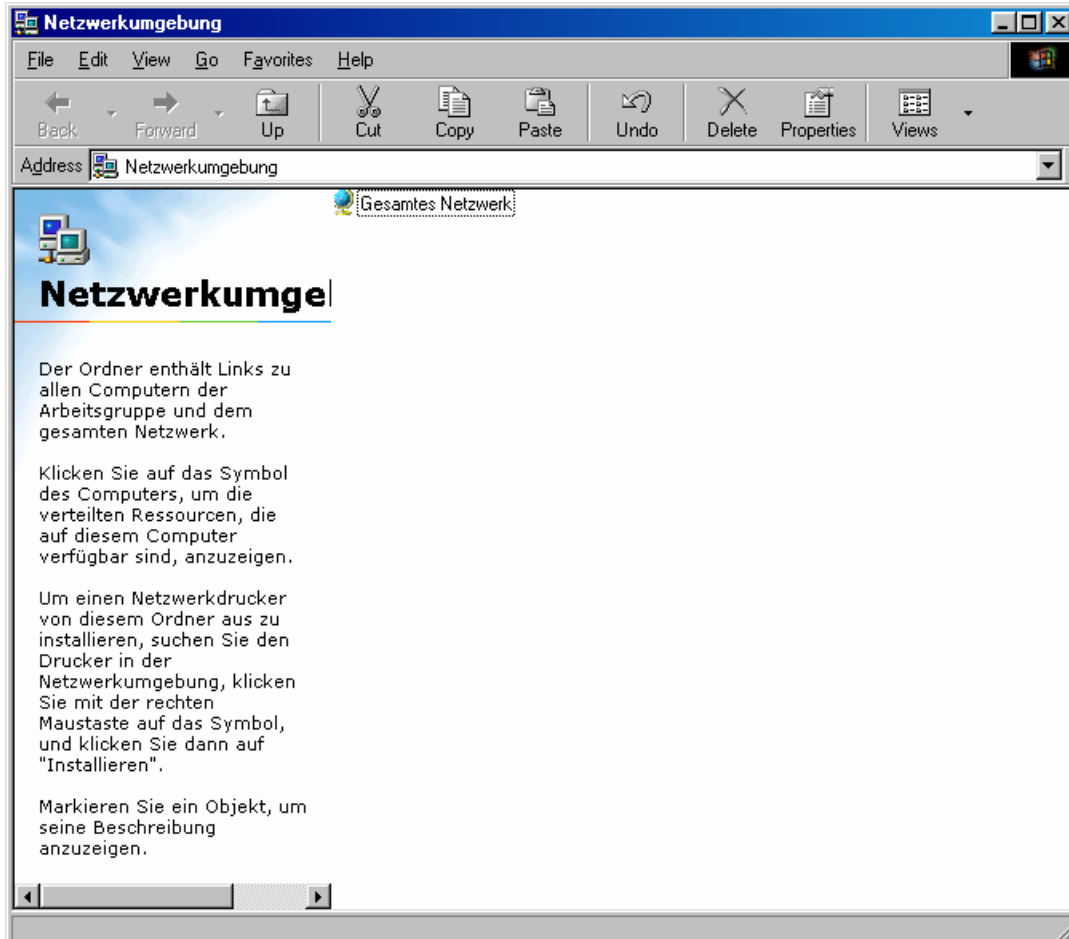 Netzwerkumgebung
File Edit View Go Favorites Help
Back Forward Up Cut Copy Paste Undo Delete Properties Views
Address Netzwerkumgebung
Gesamtes Netzwerk
Netzwerkumge
Der Ordner enthält Links zu
allen Computern der
Arbeitsgruppe und dem
gesamten Netzwerk.
Klicken Sie auf das Symbol
des Computers, um die
verteilten Ressourcen, die
auf diesem Computer
verfügbar sind, anzuzeigen.
Um einen Netzwerkdrucker
von diesem Ordner aus zu
installieren, suchen Sie den
Drucker in der
Netzwerkumgebung, klicken
Sie mit der rechten
Maustaste auf das Symbol,
und klicken Sie dann auf
"Installieren".
Markieren Sie ein Objekt, um
seine Beschreibung
anzuzeigen.